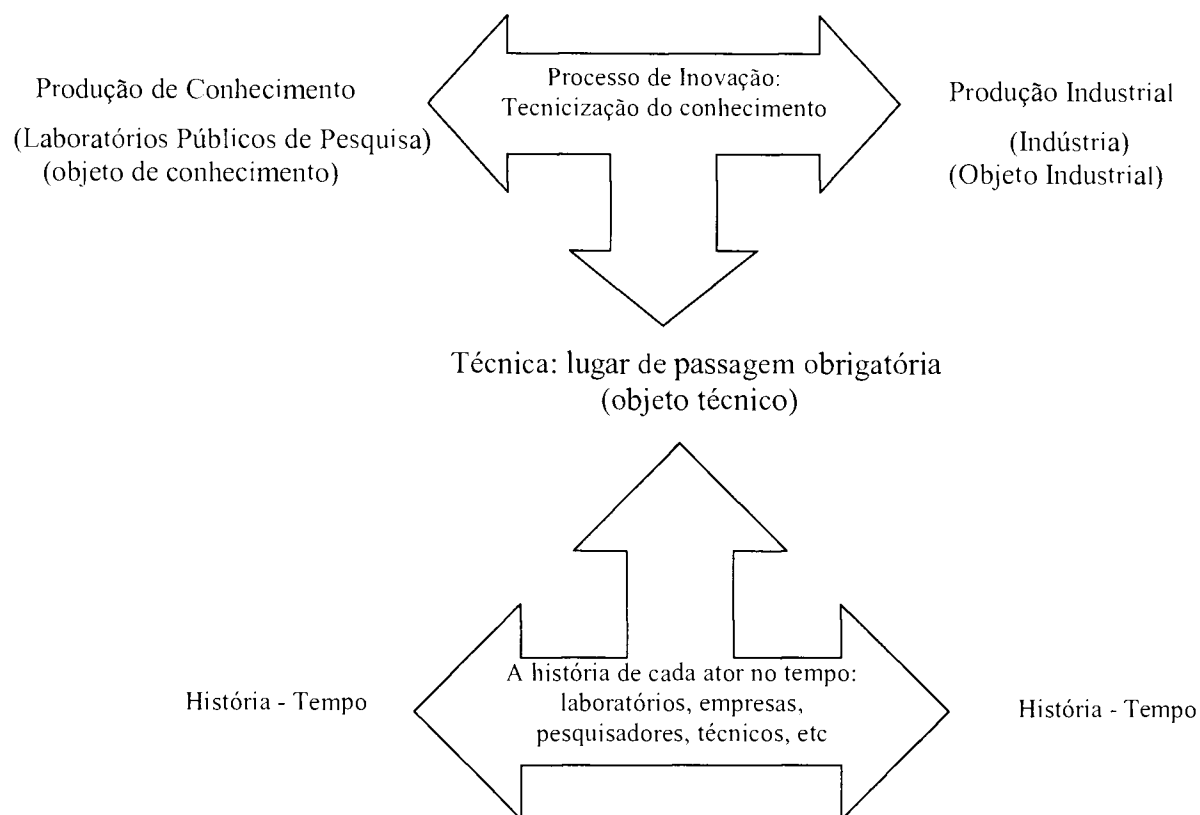 Processo de Inovação:
Tecnicização do conhecimento
Produção de Conhecimento
(Laboratórios Públicos de Pesquisa)
(objeto de conhecimento)
Produção Industrial
(Indústria)
(Objeto Industrial)
Técnica: lugar de passagem obrigatória
(objeto técnico)
A história de cada ator no tempo:
laboratórios, empresas,
pesquisadores, técnicos, etc
História - Tempo
História - Tempo